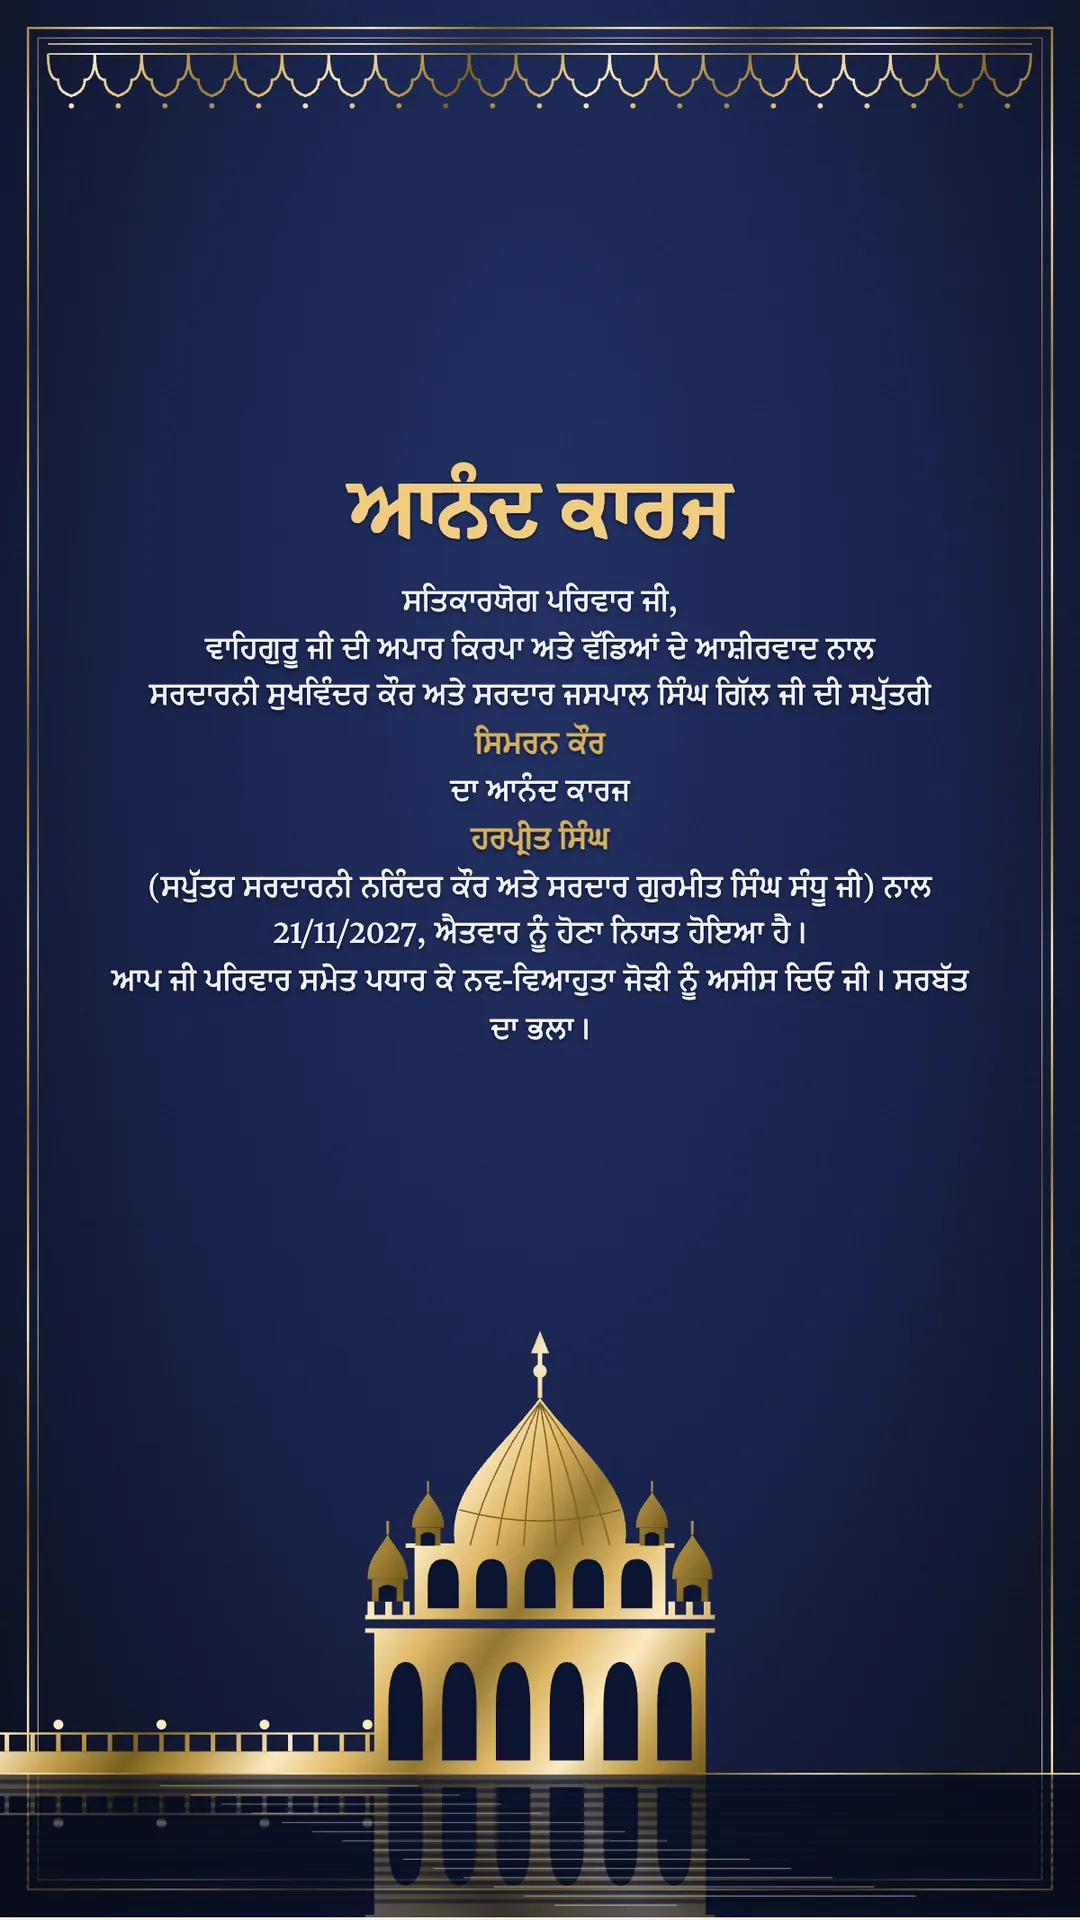 ਆਨੰਦ ਕਾਰਜ
ਸਤਿਕਾਰਯੋਗ ਪਰਿਵਾਰ ਜੀ,
ਵਾਹਿਗੁਰੂ ਜੀ ਦੀ ਅਪਾਰ ਕਿਰਪਾ ਅਤੇ ਵੱਡਿਆਂ ਦੇ ਆਸ਼ੀਰਵਾਦ ਨਾਲ
ਸਰਦਾਰਨੀ ਸੁਖਵਿੰਦਰ ਕੌਰ ਅਤੇ ਸਰਦਾਰ ਜਸਪਾਲ ਸਿੰਘ ਗਿੱਲ ਜੀ ਦੀ ਸਪੁੱਤਰੀ
ਸਿਮਰਨ ਕੌਰ
ਦਾ ਆਨੰਦ ਕਾਰਜ
ਹਰਪ੍ਰੀਤ ਸਿੰਘ
(ਸਪੁੱਤਰ ਸਰਦਾਰਨੀ ਨਰਿੰਦਰ ਕੌਰ ਅਤੇ ਸਰਦਾਰ ਗੁਰਮੀਤ ਸਿੰਘ ਸੰਧੂ ਜੀ) ਨਾਲ
21/11/2027, ਐਤਵਾਰ ਨੂੰ ਹੋਣਾ ਨਿਯਤ ਹੋਇਆ ਹੈ।
ਆਪ ਜੀ ਪਰਿਵਾਰ ਸਮੇਤ ਪਧਾਰ ਕੇ ਨਵ-ਵਿਆਹੁਤਾ ਜੋੜੀ ਨੂੰ ਅਸੀਸ ਦਿਓ ਜੀ। ਸਰਬੱਤ
ਦਾ ਭਲਾ।